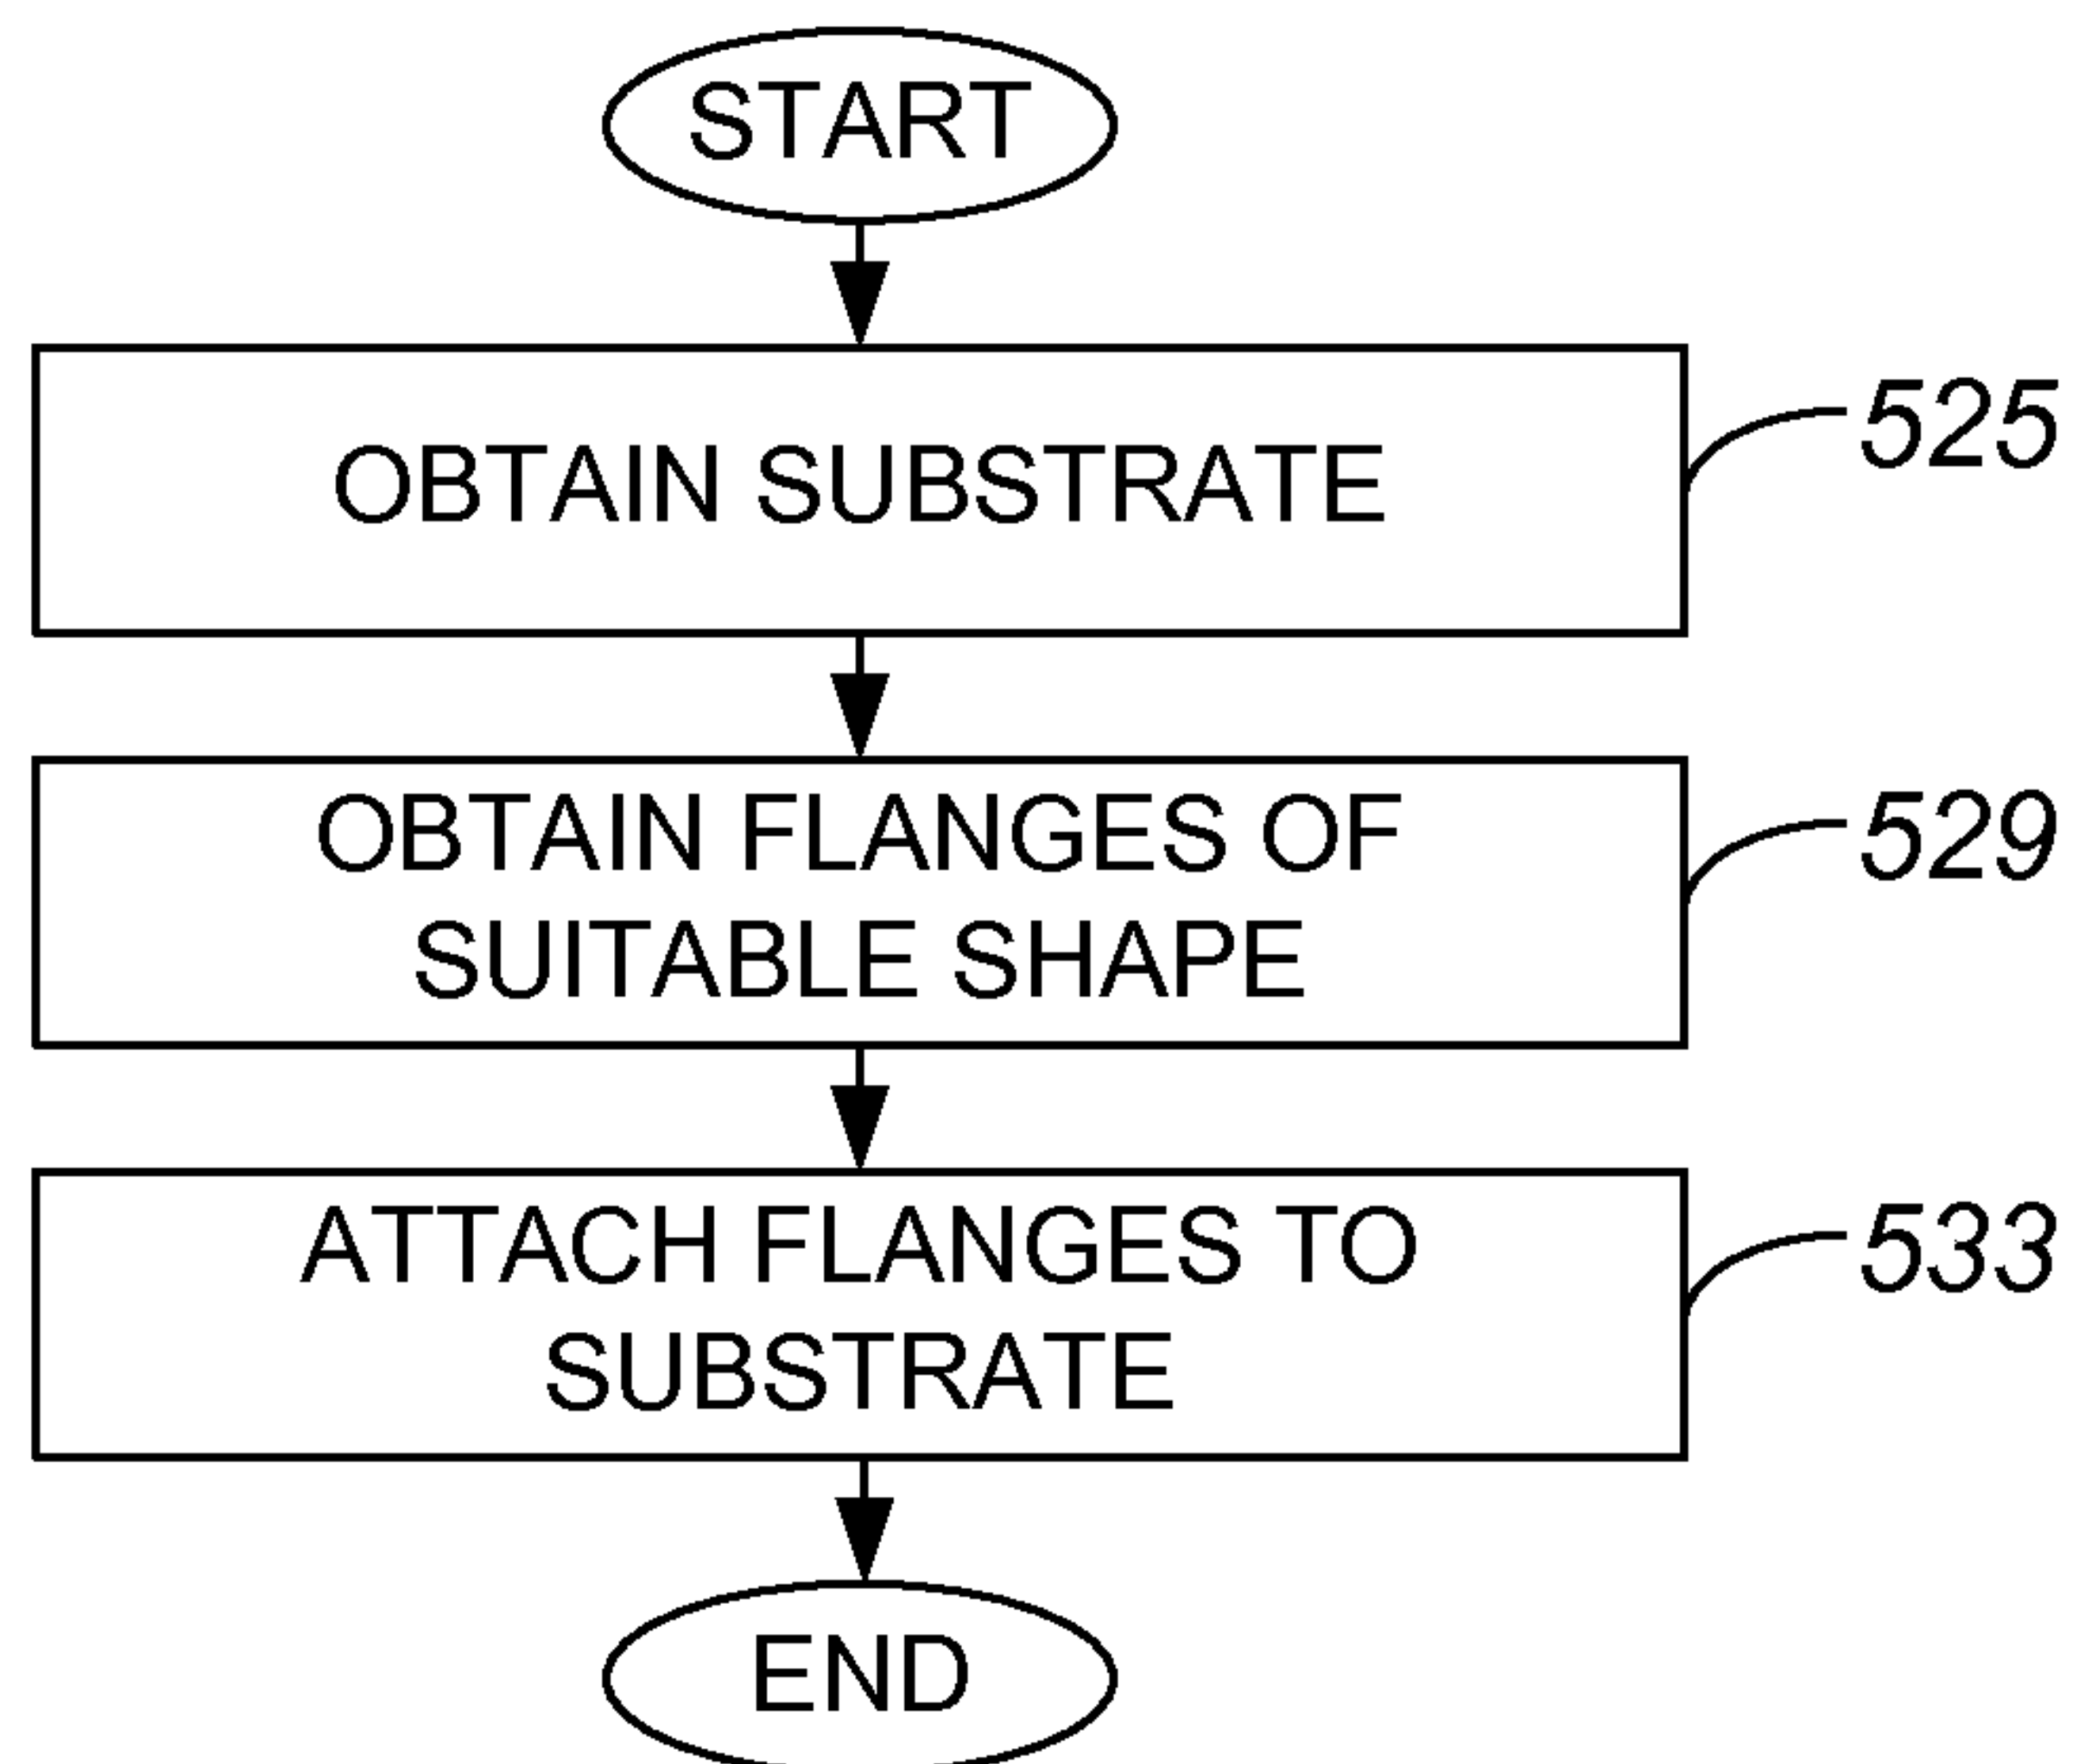 START
OBTAIN SUBSTRATE
525
OBTAIN FLANGES OF
SUITABLE SHAPE
529
ATTACH FLANGES TO
SUBSTRATE
533
END